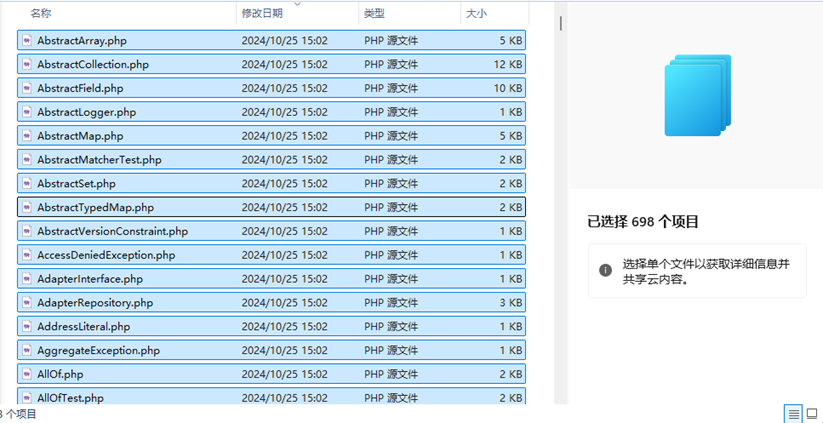 名称 修改日期 类型 大小
AbstractArray.php 2024/10/25 15:02 PHP 源文件 5 KB
AbstractCollection.php 2024/10/25 15:02 PHP 源文件 12 KB
AbstractField.php 2024/10/25 15:02 PHP 源文件 10 KB
AbstractLogger.php 2024/10/25 15:02 PHP 源文件 1 KB
AbstractMap.php 2024/10/25 15:02 PHP 源文件 5 KB
AbstractMatcherTest.php 2024/10/25 15:02 PHP 源文件 2 KB
AbstractSet.php 2024/10/25 15:02 PHP 源文件 2 KB
AbstractTypedMap.php 2024/10/25 15:02 PHP 源文件 2 KB
AbstractVersionConstraint.php 2024/10/25 15:02 PHP 源文件 1 KB
AccessDeniedException.php 2024/10/25 15:02 PHP 源文件 1 KB
AdapterInterface.php 2024/10/25 15:02 PHP 源文件 1 KB
AdapterRepository.php 2024/10/25 15:02 PHP 源文件 3 KB
AddressLiteral.php 2024/10/25 15:02 PHP 源文件 1 KB
AggregateException.php 2024/10/25 15:02 PHP 源文件 1 KB
AllOf.php 2024/10/25 15:02 PHP 源文件 2 KB
AllOfTest.php 2024/10/25 15:02 PHP 源文件 2 KB
已选择 698 个项目
选择单个文件以获取详细信息并
共享云内容。
个项目